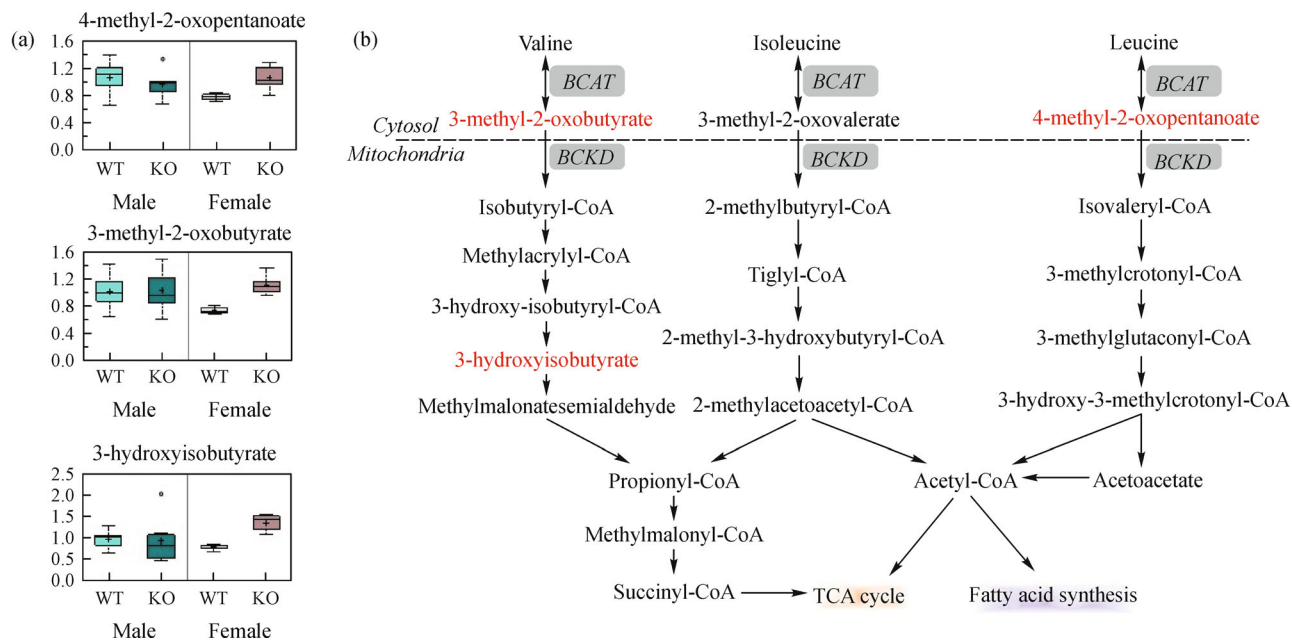 (a)
4-methyl-2-oxopentanoate
1.6
1.2
0.8
0.4
0.0
WT KO WT KO
Male Female
3-methyl-2-oxobutyrate
1.6
1.2
0.8
0.4
0.0
WT KO WT KO
Male Female
3-hydroxyisobutyrate
2.5
2.0
1.5
1.0
0.5
0.0
WT KO WT KO
Male Female
(b)
Valine Isoleucine Leucine
BCAT BCAT BCAT
Cytosol 3-methyl-2-oxobutyrate 3-methyl-2-oxovalerate 4-methyl-2-oxopentanoate
Mitochondria BCKD BCKD BCKD
Isobutyryl-CoA 2-methylbutyryl-CoA Isovaleryl-CoA
Methylacrylyl-CoA
Tiglyl-CoA 3-methylcrotonyl-CoA
3-hydroxy-isobutyryl-CoA
2-methyl-3-hydroxybutyryl-CoA 3-methylglutaconyl-CoA
3-hydroxyisobutyrate
Methylmalonatesemialdehyde 2-methylacetoacetyl-CoA 3-hydroxy-3-methylcrotonyl-CoA
Propionyl-CoA Acetyl-CoA Acetoacetate
Methylmalonyl-CoA
Succinyl-CoA TCA cycle Fatty acid synthesis